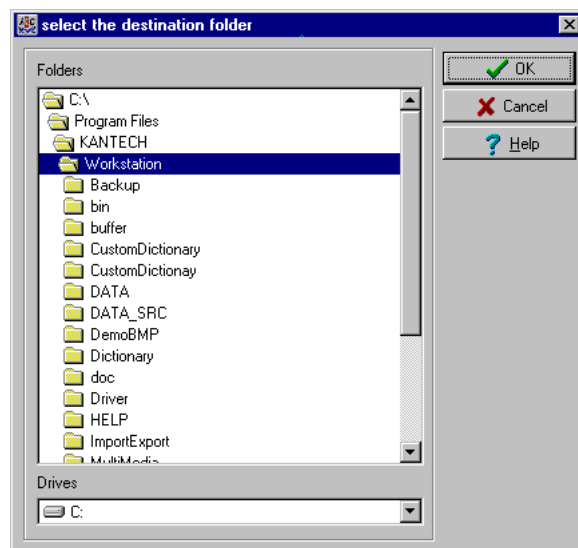 select the destination folder
Folders
C:\
Program Files
KANTECH
Workstation
Backup
bin
buffer
CustomDictionary
CustomDictionay
DATA
DATA_SRC
DemoBMP
Dictionary
doc
Driver
HELP
ImportExport
MultiMedia
Drives
C:
OK
Cancel
Help